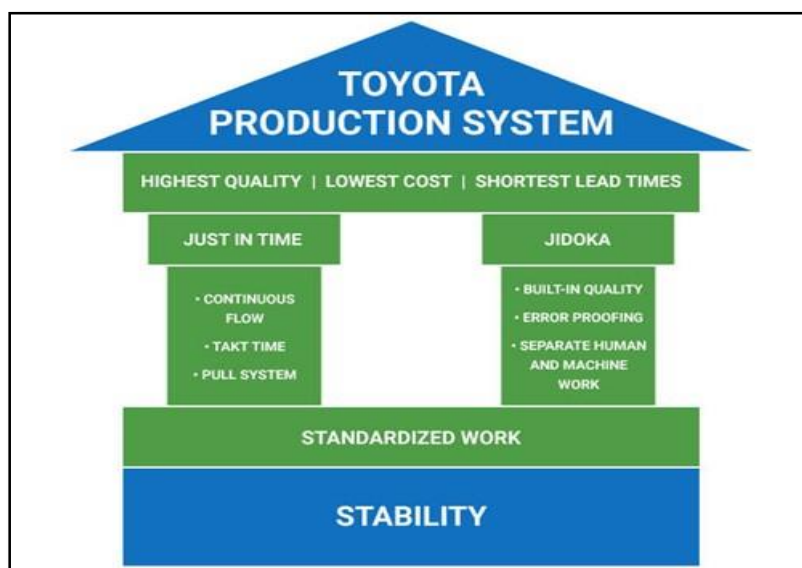 TOYOTA
PRODUCTION SYSTEM
HIGHEST QUALITY | LOWEST COST | SHORTEST LEAD TIMES
JUST IN TIME
• CONTINUOUS
FLOW
• TAKT TIME
• PULL SYSTEM
JIDOKA
• BUILT-IN QUALITY
• ERROR PROOFING
• SEPARATE HUMAN
AND MACHINE
WORK
STANDARDIZED WORK
STABILITY